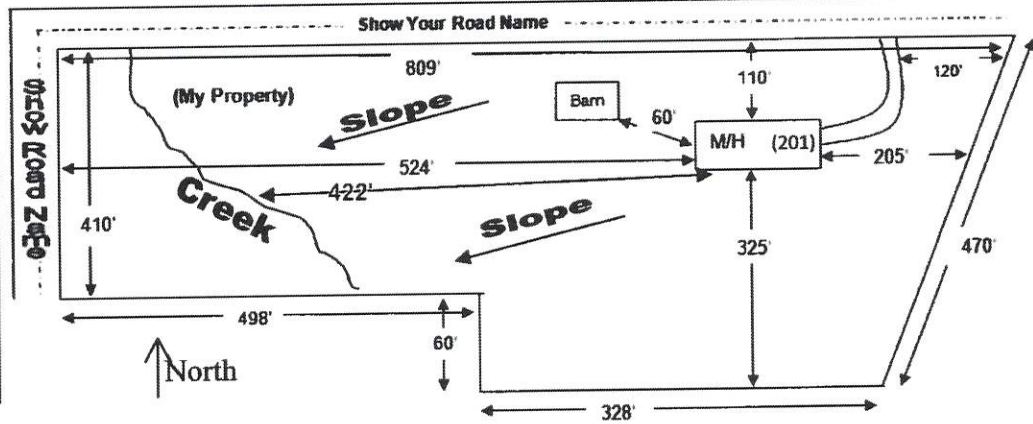 Show Your Road Name
Show Road Name
809'
110'
120'
(My Property)
Slope
Barn
60'
M/H (201)
524'
205'
422'
Creek
Slope
410'
325'
470'
498'
60'
North
328'